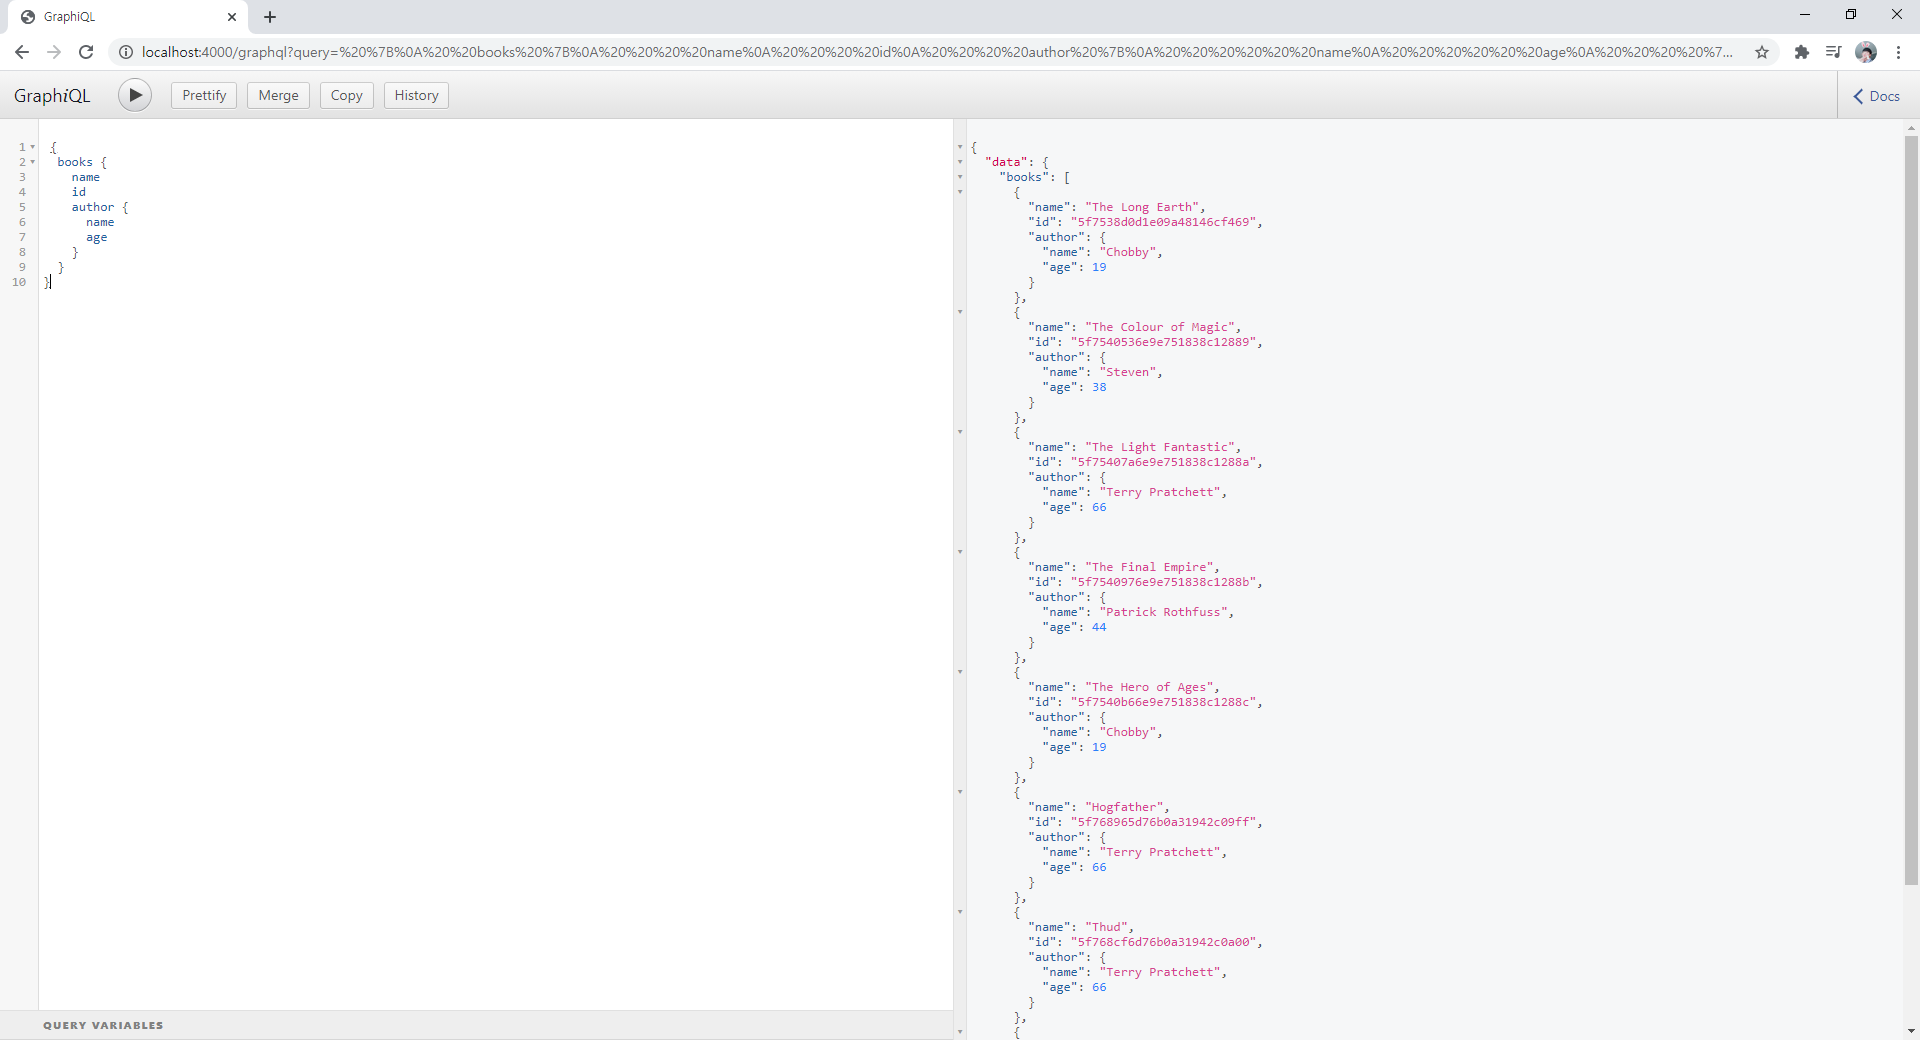 GraphiQL
localhost:4000/graphql?query=%20%7B%0A%20%20books%20%7B%0A%20%20%20%20name%0A%20%20%20%20id%0A%20%20%20%20author%20%7B%0A%20%20%20%20%20%20name%0A%20%20%20%20%20%20age%0A%20%20%20%20%7...
GraphiQL
Prettify
Merge
Copy
History
Docs
1 {
2 books {
3 name
4 id
5 author {
6 name
7 age
8 }
9 }
10 }
QUERY VARIABLES
{
"data": {
"books": [
{
"name": "The Long Earth",
"id": "5f7538d0d1e09a48146cf469",
"author": {
"name": "Chobby",
"age": 19
}
},
{
"name": "The Colour of Magic",
"id": "5f7540536e9e751838c12889",
"author": {
"name": "Steven",
"age": 38
}
},
{
"name": "The Light Fantastic",
"id": "5f75407a6e9e751838c1288a",
"author": {
"name": "Terry Pratchett",
"age": 66
}
},
{
"name": "The Final Empire",
"id": "5f7540976e9e751838c1288b",
"author": {
"name": "Patrick Rothfuss",
"age": 44
}
},
{
"name": "The Hero of Ages",
"id": "5f7540b66e9e751838c1288c",
"author": {
"name": "Chobby",
"age": 19
}
},
{
"name": "Hogfather",
"id": "5f768965d76b0a31942c09ff",
"author": {
"name": "Terry Pratchett",
"age": 66
}
},
{
"name": "Thud",
"id": "5f768cf6d76b0a31942c0a00",
"author": {
"name": "Terry Pratchett",
"age": 66
}
},
{